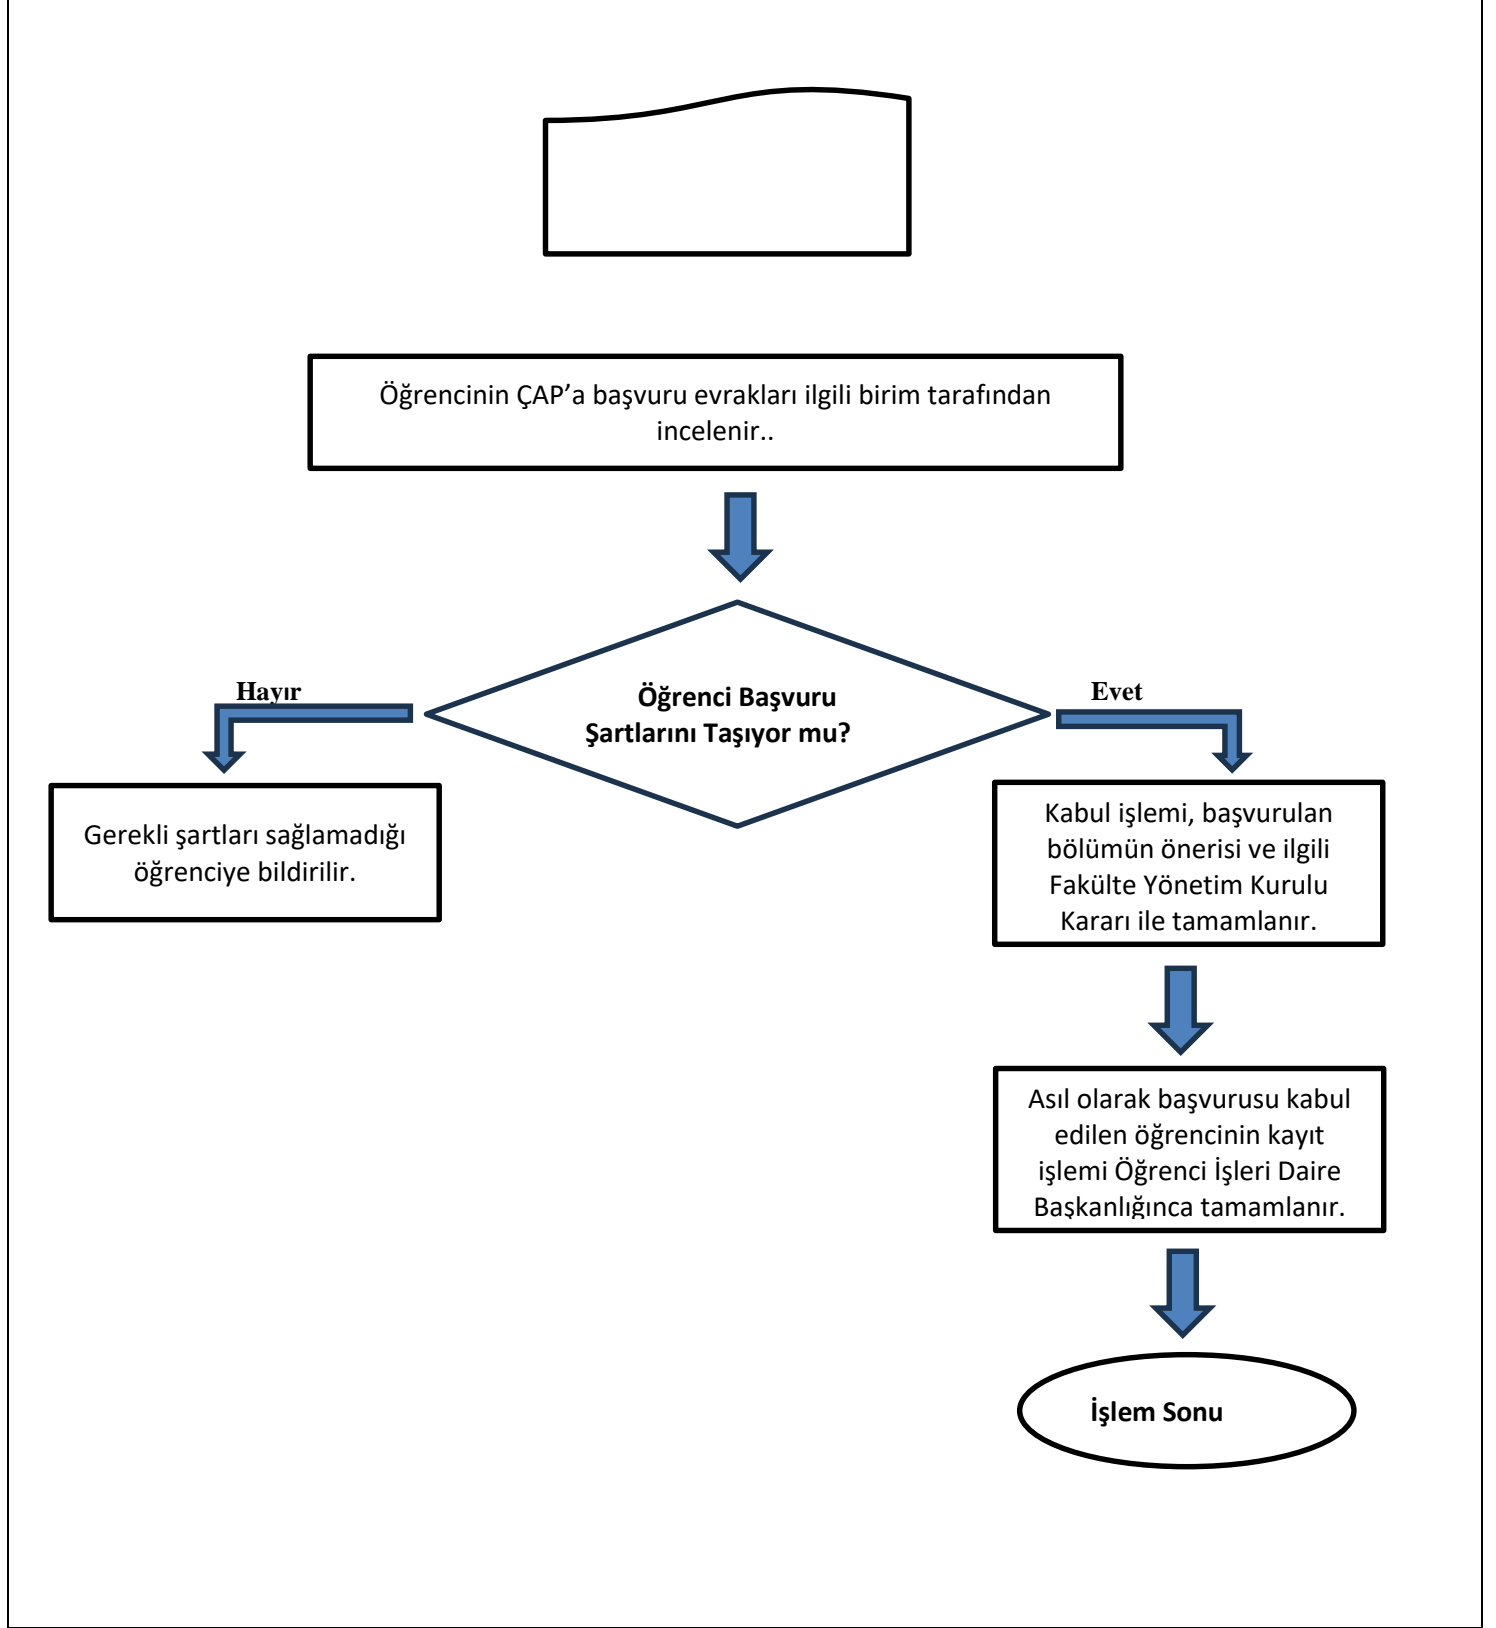 Öğrencinin ÇAP’a başvuru evrakları ilgili birim tarafından
incelenir..
Hayır
Öğrenci Başvuru
Şartlarını Taşıyor mu?
Evet
Gerekli şartları sağlamadığı
öğrenciye bildirilir.
Kabul işlemi, başvurulan
bölümün önerisi ve ilgili
Fakülte Yönetim Kurulu
Kararı ile tamamlanır.
Asıl olarak başvurusu kabul
edilen öğrencinin kayıt
işlemi Öğrenci İşleri Daire
Başkanlığınca tamamlanır.
İşlem Sonu